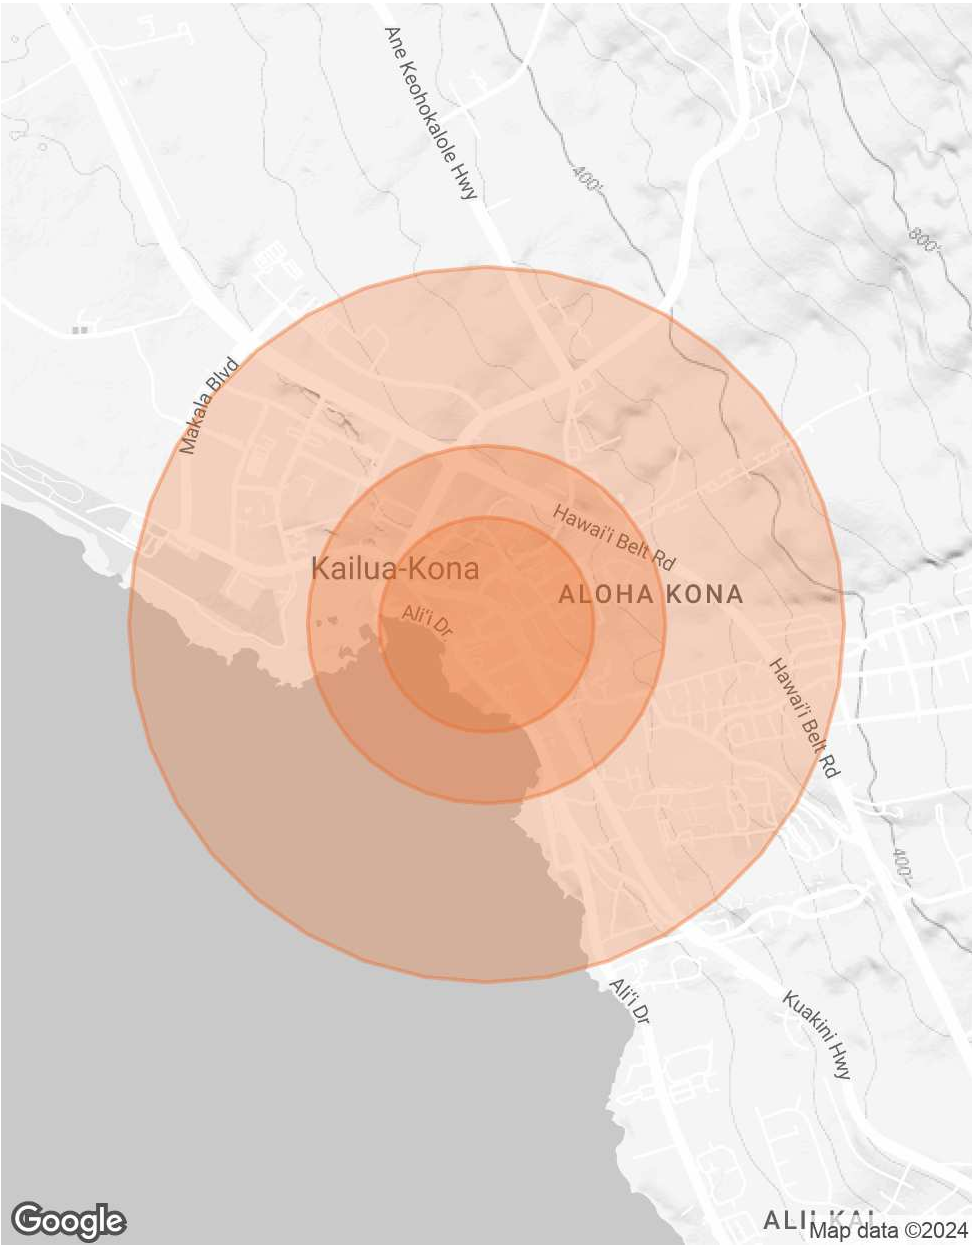 Ane Keohokalole Hwy
400'
800'
Makala Blvd
Hawai'i Belt Rd
Kailua-Kona
ALOHA KONA
Ali'i Dr
Hawai'i Belt Rd
400'
Ali'i Dr
Kuakini Hwy
ALII KAI
Google
Map data ©2024